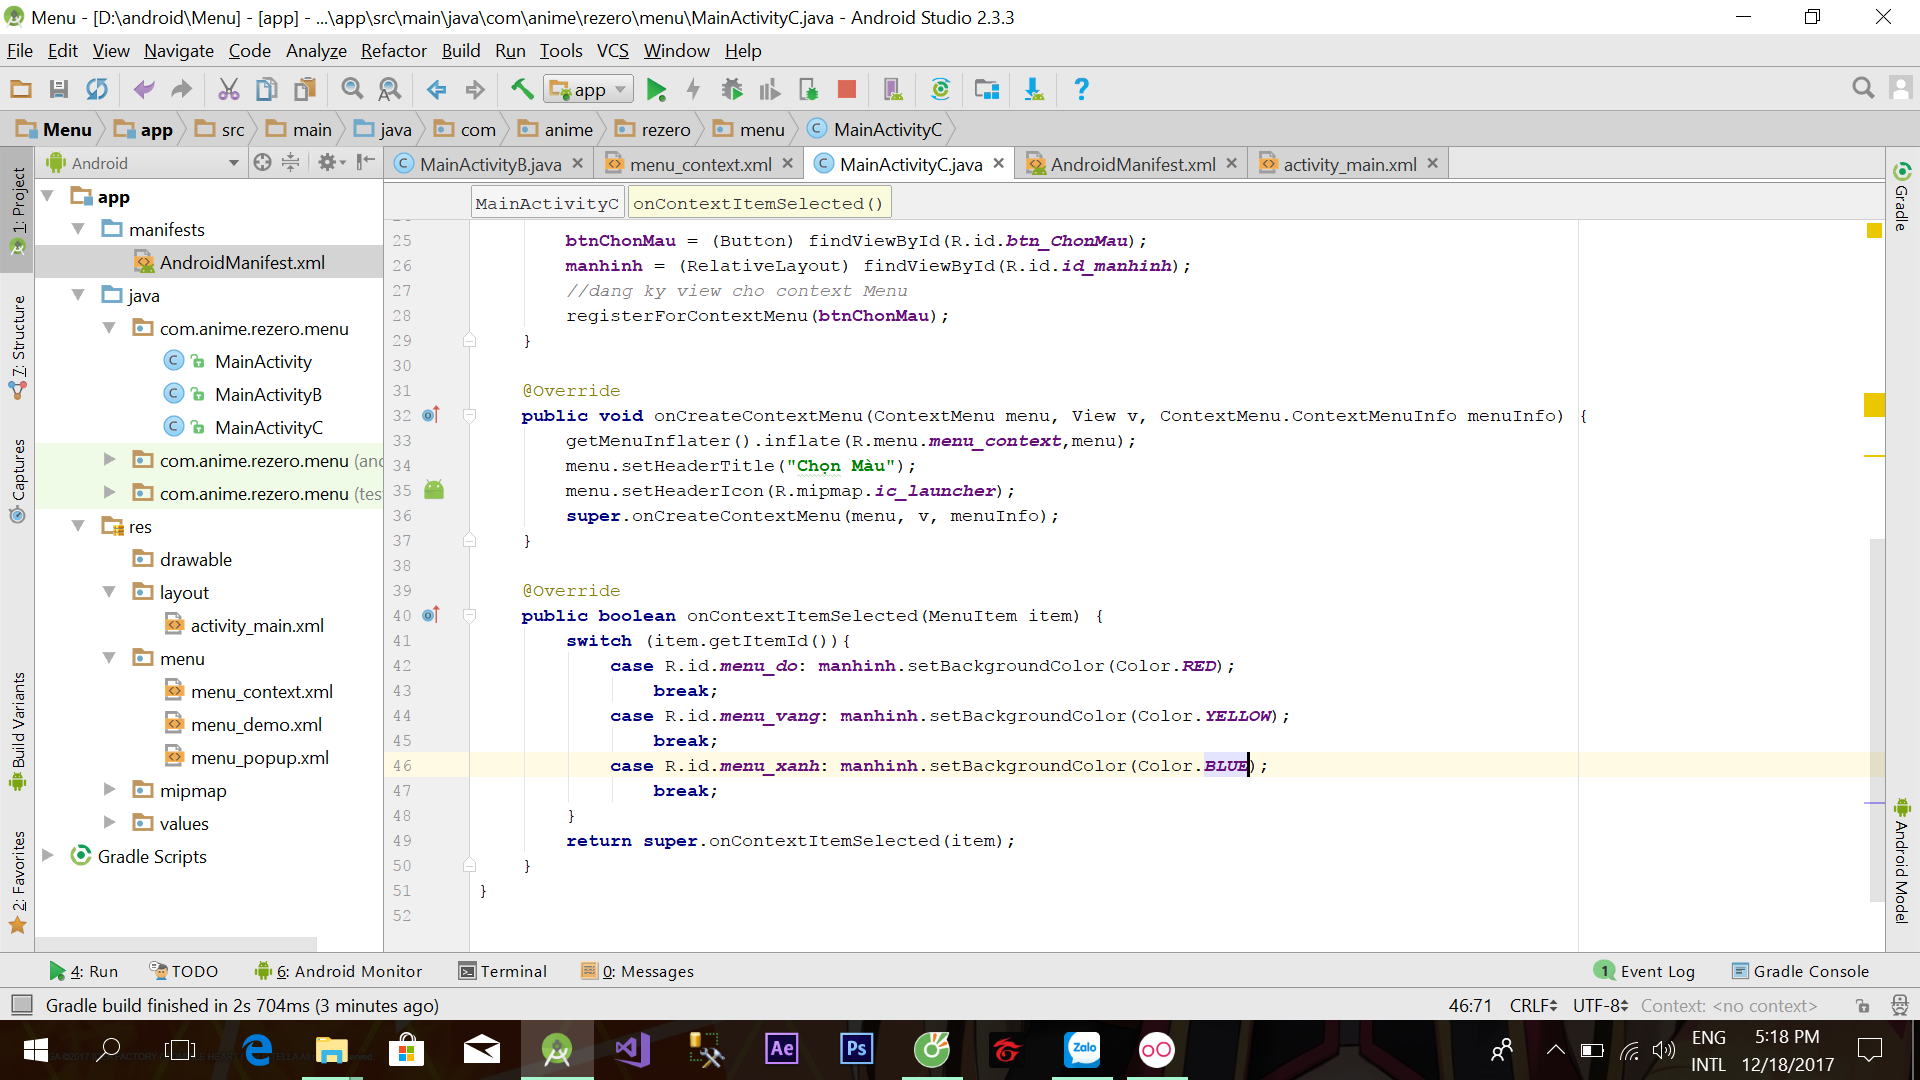 Menu - [D:\android\Menu] - [app] - ...\app\src\main\java\com\anime\rezero\menu\MainActivityC.java - Android Studio 2.3.3
File Edit View Navigate Code Analyze Refactor Build Run Tools VCS Window Help
app
Menu app src main java com anime rezero menu MainActivityC
Android
MainActivityB.java menu_context.xml MainActivityC.java AndroidManifest.xml activity_main.xml
MainActivityC onContextItemSelected()
1: Project
7: Structure
Captures
Build Variants
2: Favorites
app
manifests
AndroidManifest.xml
java
com.anime.rezero.menu
MainActivity
MainActivityB
MainActivityC
com.anime.rezero.menu (and
com.anime.rezero.menu (tes
res
drawable
layout
activity_main.xml
menu
menu_context.xml
menu_demo.xml
menu_popup.xml
mipmap
values
Gradle Scripts
25 btnChonMau = (Button) findViewById(R.id.btn_ChonMau);
26 manhinh = (RelativeLayout) findViewById(R.id.id_manhinh);
27 //dang ky view cho context Menu
28 registerForContextMenu(btnChonMau);
29 }
30
31 @Override
32 public void onCreateContextMenu(ContextMenu menu, View v, ContextMenu.ContextMenuInfo menuInfo) {
33 getMenuInflater().inflate(R.menu.menu_context,menu);
34 menu.setHeaderTitle("Chọn Màu");
35 menu.setHeaderIcon(R.mipmap.ic_launcher);
36 super.onCreateContextMenu(menu, v, menuInfo);
37 }
38
39 @Override
40 public boolean onContextItemSelected(MenuItem item) {
41 switch (item.getItemId()){
42 case R.id.menu_do: manhinh.setBackgroundColor(Color.RED);
43 break;
44 case R.id.menu_vang: manhinh.setBackgroundColor(Color.YELLOW);
45 break;
46 case R.id.menu_xanh: manhinh.setBackgroundColor(Color.BLUE);
47 break;
48 }
49 return super.onContextItemSelected(item);
50 }
51 }
52
Gradle
Android Model
4: Run TODO 6: Android Monitor Terminal 0: Messages 1 Event Log Gradle Console
Gradle build finished in 2s 704ms (3 minutes ago) 46:71 CRLF UTF-8 Context: <no context>
Ae Ps Zalo
ENG
INTL
5:18 PM
12/18/2017